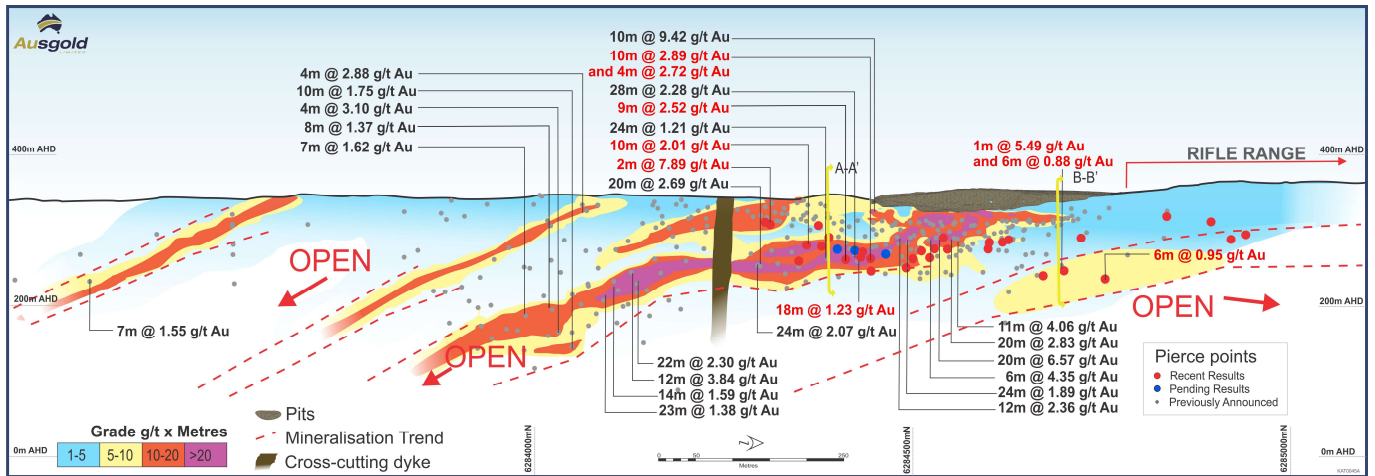 Ausgold
LIMITED
10m @ 9.42 g/t Au
10m @ 2.89 g/t Au
and 4m @ 2.72 g/t Au
28m @ 2.28 g/t Au
9m @ 2.52 g/t Au
24m @ 1.21 g/t Au
10m @ 2.01 g/t Au
2m @ 7.89 g/t Au
20m @ 2.69 g/t Au
4m @ 2.88 g/t Au
10m @ 1.75 g/t Au
4m @ 3.10 g/t Au
8m @ 1.37 g/t Au
7m @ 1.62 g/t Au
400m AHD
1m @ 5.49 g/t Au
and 6m @ 0.88 g/t Au
RIFLE RANGE
400m AHD
A-A'
B-B'
OPEN
6m @ 0.95 g/t Au
200m AHD
OPEN
200m AHD
7m @ 1.55 g/t Au
18m @ 1.23 g/t Au
24m @ 2.07 g/t Au
OPEN
11m @ 4.06 g/t Au
20m @ 2.83 g/t Au
20m @ 6.57 g/t Au
6m @ 4.35 g/t Au
24m @ 1.89 g/t Au
12m @ 2.36 g/t Au
22m @ 2.30 g/t Au
12m @ 3.84 g/t Au
14m @ 1.59 g/t Au
23m @ 1.38 g/t Au
Pierce points
Recent Results
Pending Results
Previously Announced
Grade g/t x Metres
1-5 5-10 10-20 >20
Pits
Mineralisation Trend
Cross-cutting dyke
0m AHD
6284000mN
N
0 50 250
Metres
6284500mN
6285000mN
0m AHD
KAT0045A